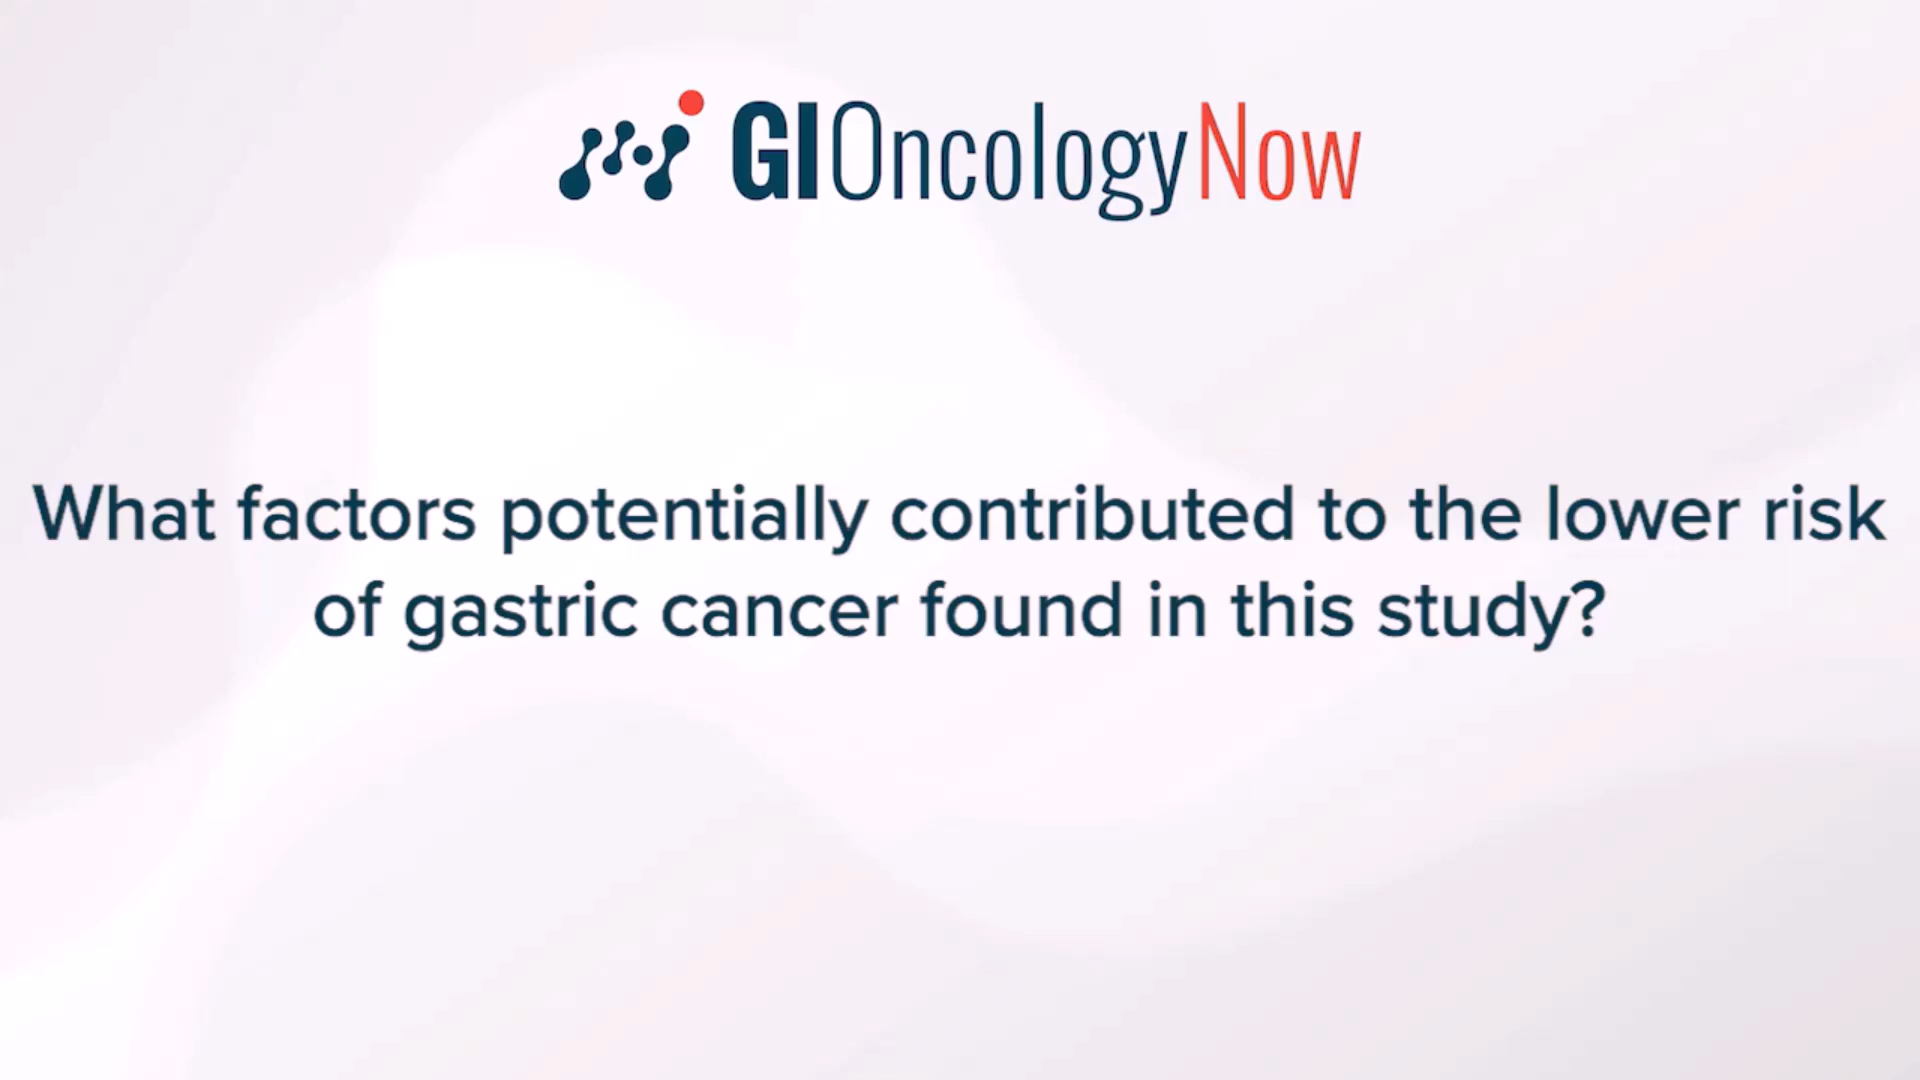 GIOncologyNow
What factors potentially contributed to the lower risk
of gastric cancer found in this study?